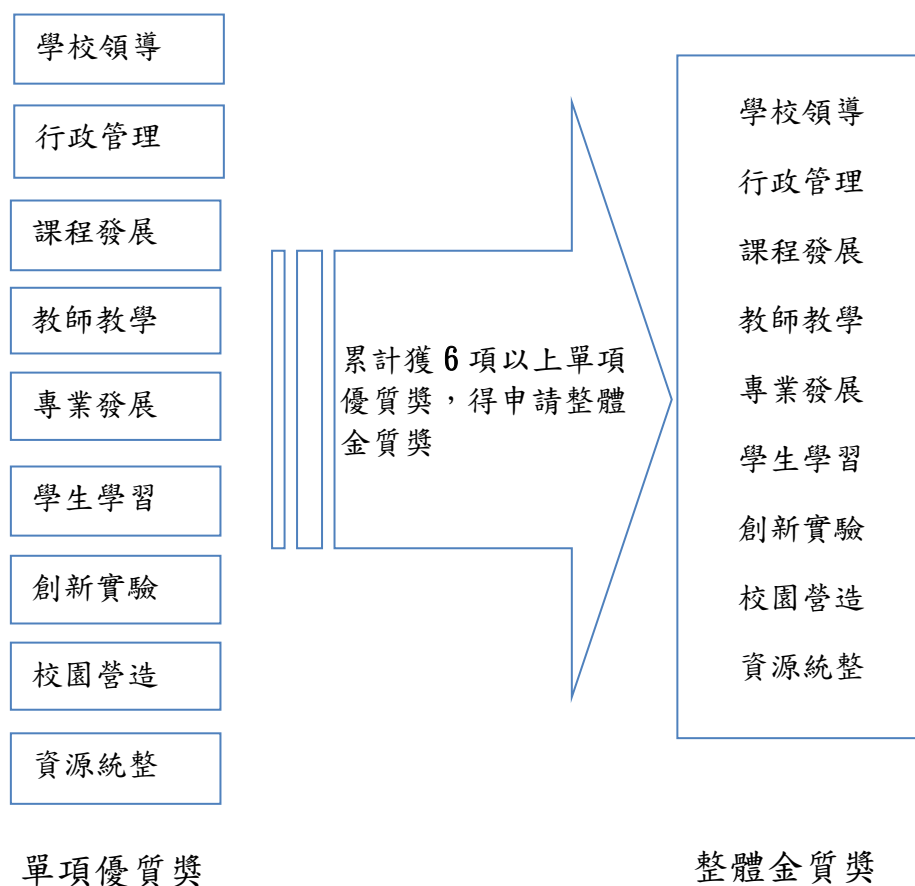 學校領導
行政管理
課程發展
教師教學
專業發展
學生學習
創新實驗
校園營造
資源統整
單項優質獎
累計獲 6 項以上單項
優質獎，得申請整體
金質獎
學校領導
行政管理
課程發展
教師教學
專業發展
學生學習
創新實驗
校園營造
資源統整
整體金質獎